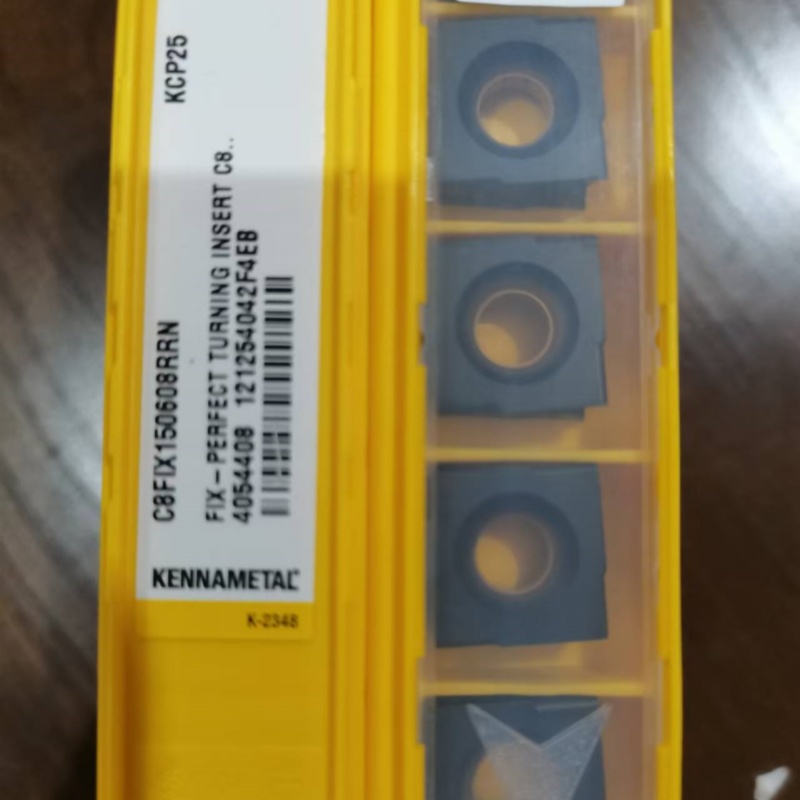 C8FIX150608RRN KCP25
FIX-PERFECT TURNING INSERT C8..
4054408 121254042F4EB
KENNAMETAL
K-2348